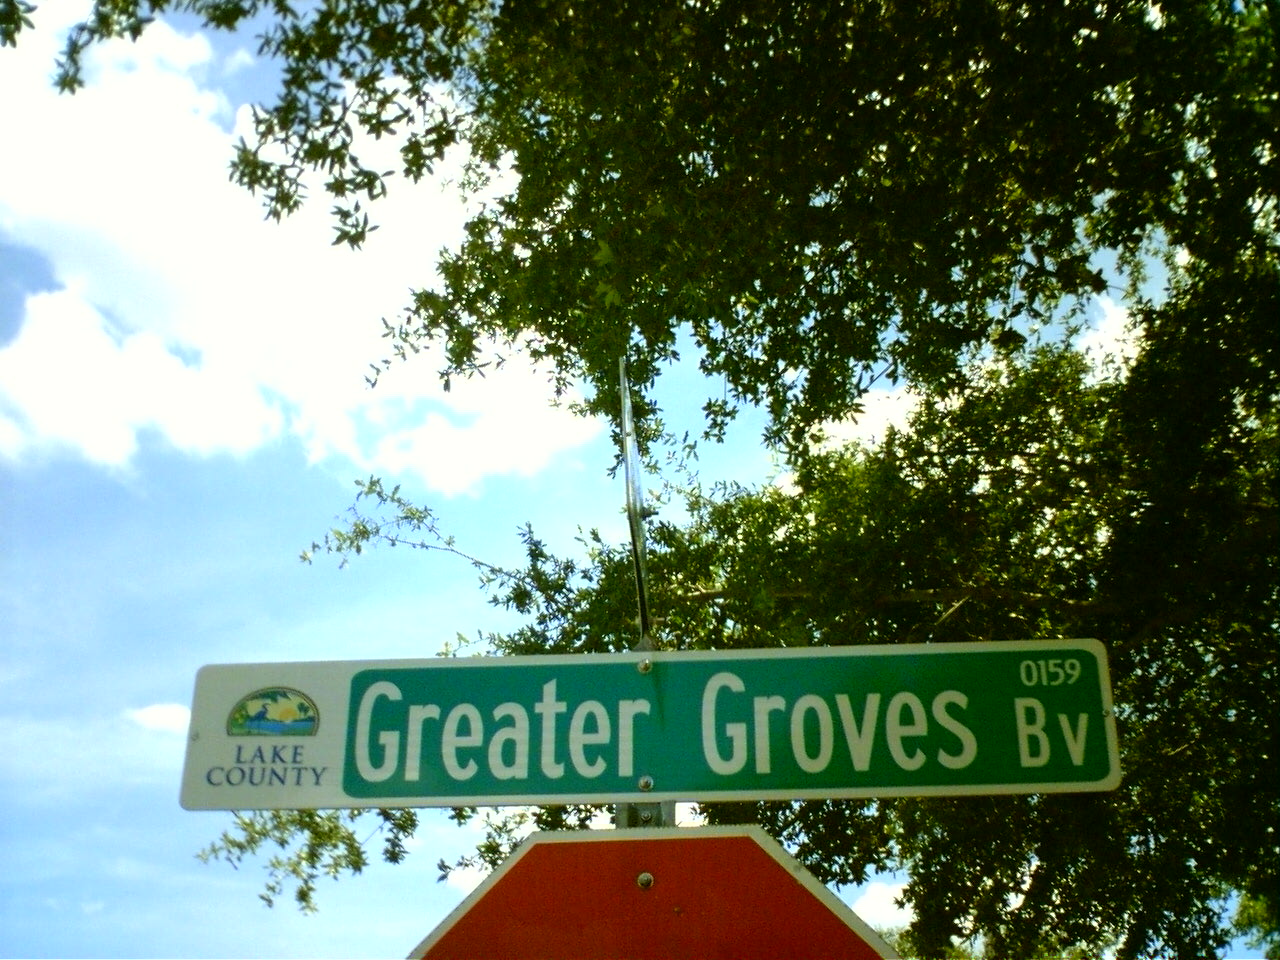 LAKE
COUNTY
Greater Groves Bv
0159